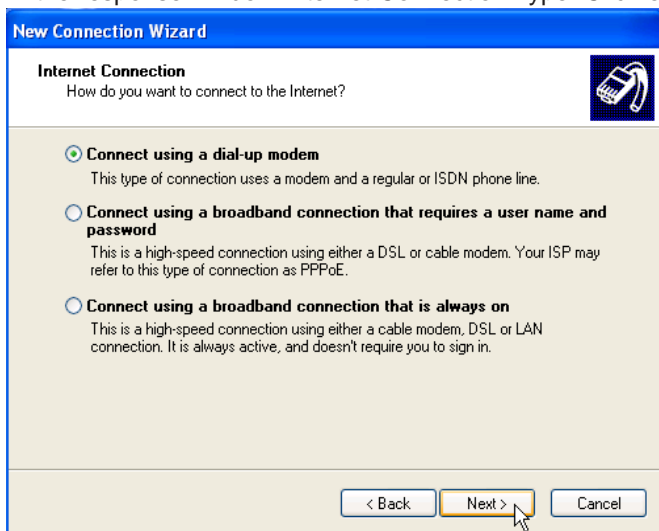 New Connection Wizard
Internet Connection
How do you want to connect to the Internet?
Connect using a dial-up modem
This type of connection uses a modem and a regular or ISDN phone line.
Connect using a broadband connection that requires a user name and
password
This is a high-speed connection using either a DSL or cable modem. Your ISP may
refer to this type of connection as PPPoE.
Connect using a broadband connection that is always on
This is a high-speed connection using either a cable modem, DSL or LAN
connection. It is always active, and doesn't require you to sign in.
< Back Next > Cancel